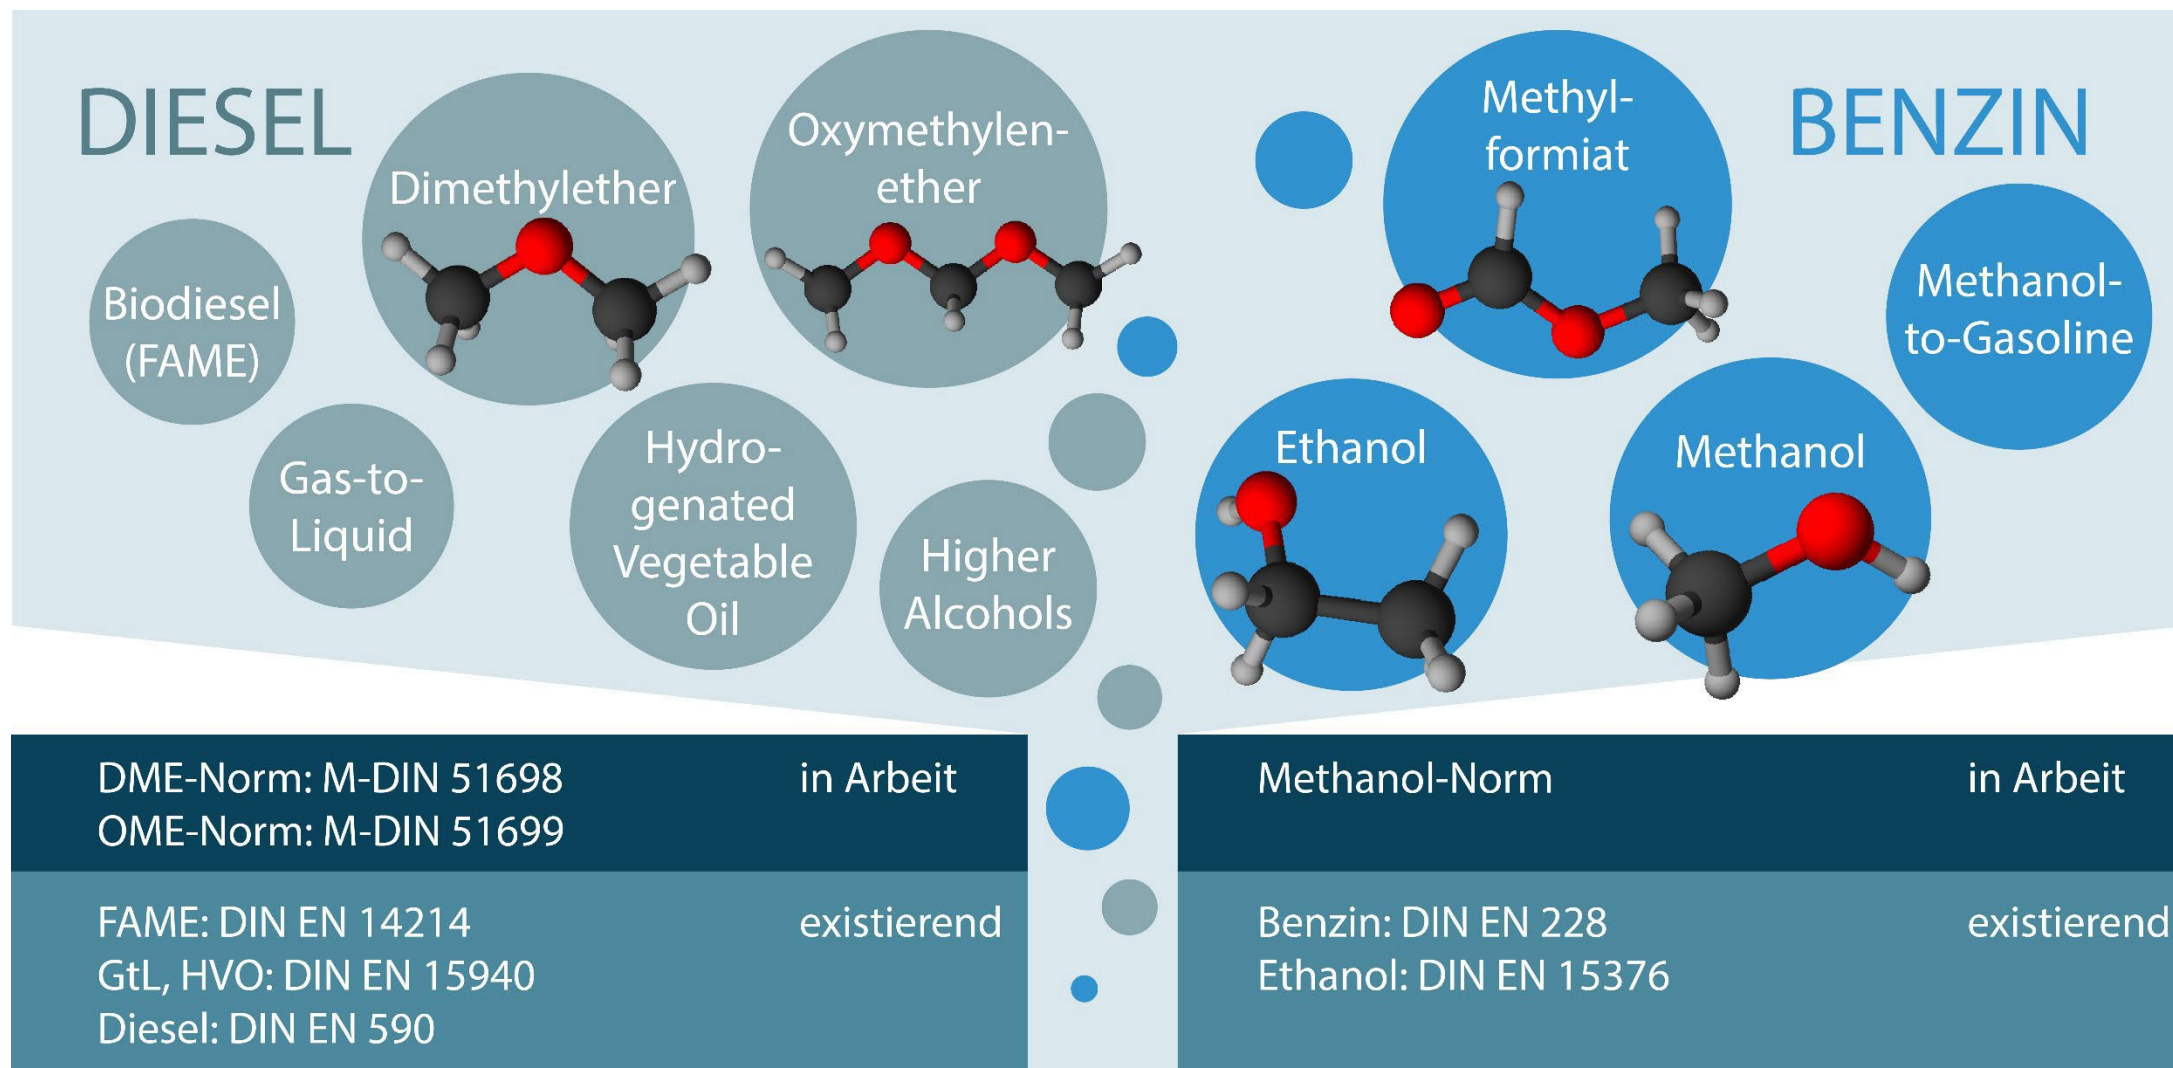 DIESEL
Dimethylether
Oxymethylen-
ether
Biodiesel
(FAME)
Gas-to-
Liquid
Hydro-
genated
Vegetable
Oil
Higher
Alcohols
BENZIN
Methyl-
formiat
Methanol-
to-Gasoline
Ethanol
Methanol
DME-Norm: M-DIN 51698 in Arbeit
OME-Norm: M-DIN 51699
FAME: DIN EN 14214 existierend
GtL, HVO: DIN EN 15940
Diesel: DIN EN 590
Methanol-Norm in Arbeit
Benzin: DIN EN 228 existierend
Ethanol: DIN EN 15376